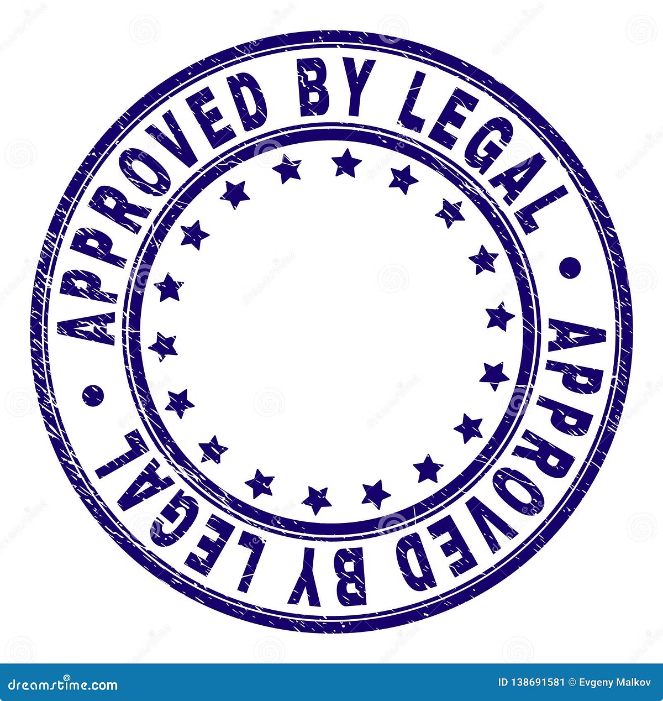 APPROVED BY LEGAL
APPROVED BY LEGAL
dreamstime.com
ID 138691581 © Evgeny Malkov